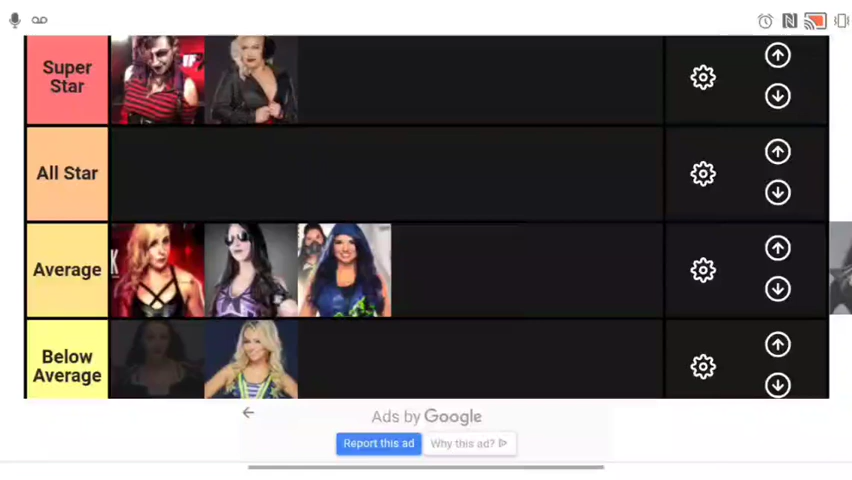 Super
Star
All Star
Average
Below
Average
Ads by Google
Report this ad
Why this ad?